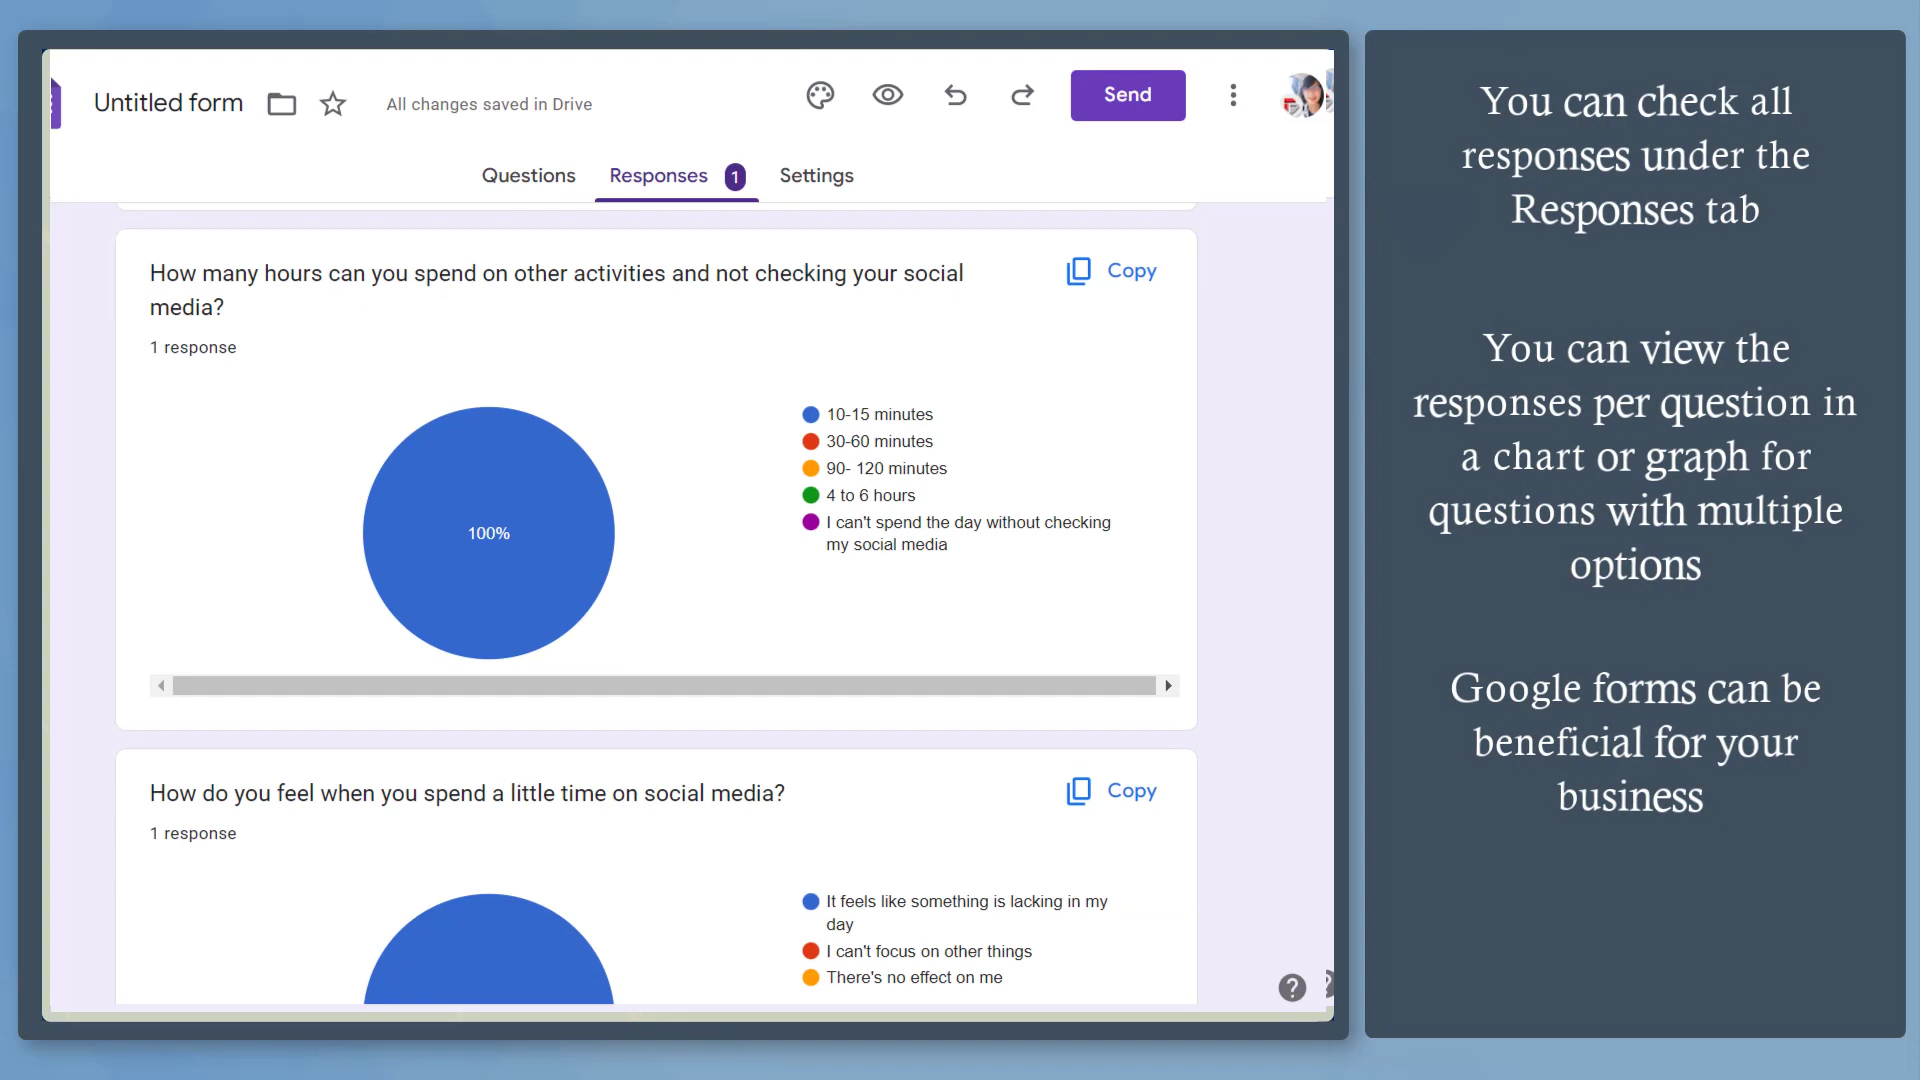 Untitled form
All changes saved in Drive
Send
Questions
Responses 1
Settings
How many hours can you spend on other activities and not checking your social
media?
Copy
1 response
100%
10-15 minutes
30-60 minutes
90- 120 minutes
4 to 6 hours
I can't spend the day without checking
my social media
How do you feel when you spend a little time on social media?
Copy
1 response
It feels like something is lacking in my
day
I can't focus on other things
There's no effect on me
You can check all
responses under the
Responses tab
You can view the
responses per question in
a chart or graph for
questions with multiple
options
Google forms can be
beneficial for your
business